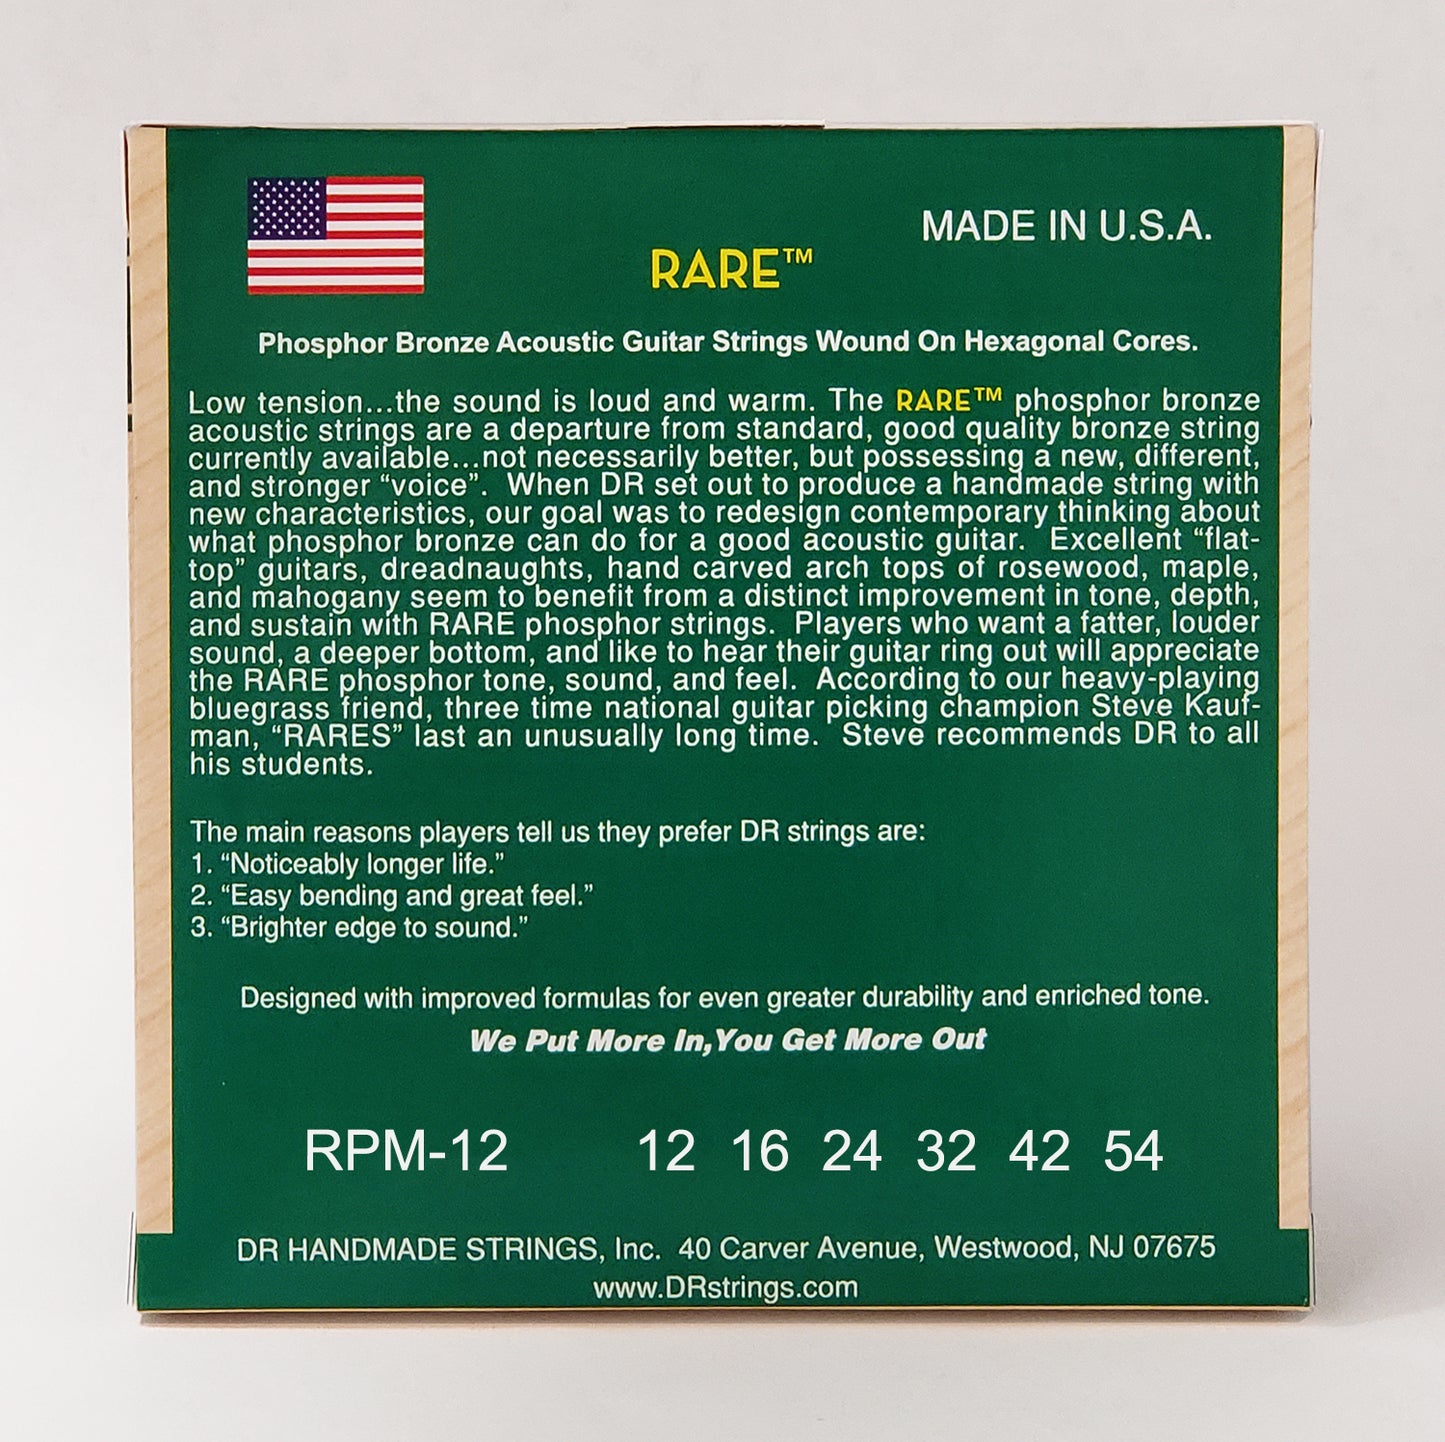 MADE IN U.S.A.
RARE™
Phosphor Bronze Acoustic Guitar Strings Wound On Hexagonal Cores.
Low tension...the sound is loud and warm. The RARE™ phosphor bronze
acoustic strings are a departure from standard, good quality bronze string
currently available...not necessarily better, but possessing a new, different,
and stronger “voice”. When DR set out to produce a handmade string with
new characteristics, our goal was to redesign contemporary thinking about
what phosphor bronze can do for a good acoustic guitar. Excellent “flat-
top” guitars, dreadnaughts, hand carved arch tops of rosewood, maple,
and mahogany seem to benefit from a distinct improvement in tone, depth,
and sustain with RARE phosphor strings. Players who want a fatter, louder
sound, a deeper bottom, and like to hear their guitar ring out will appreciate
the RARE phosphor tone, sound, and feel. According to our heavy-playing
bluegrass friend, three time national guitar picking champion Steve Kauf-
man, “RARES” last an unusually long time. Steve recommends DR to all
his students.
The main reasons players tell us they prefer DR strings are:
1. “Noticeably longer life.”
2. “Easy bending and great feel.”
3. “Brighter edge to sound.”
Designed with improved formulas for even greater durability and enriched tone.
We Put More In,You Get More Out
RPM-12 12 16 24 32 42 54
DR HANDMADE STRINGS, Inc. 40 Carver Avenue, Westwood, NJ 07675
www.DRstrings.com